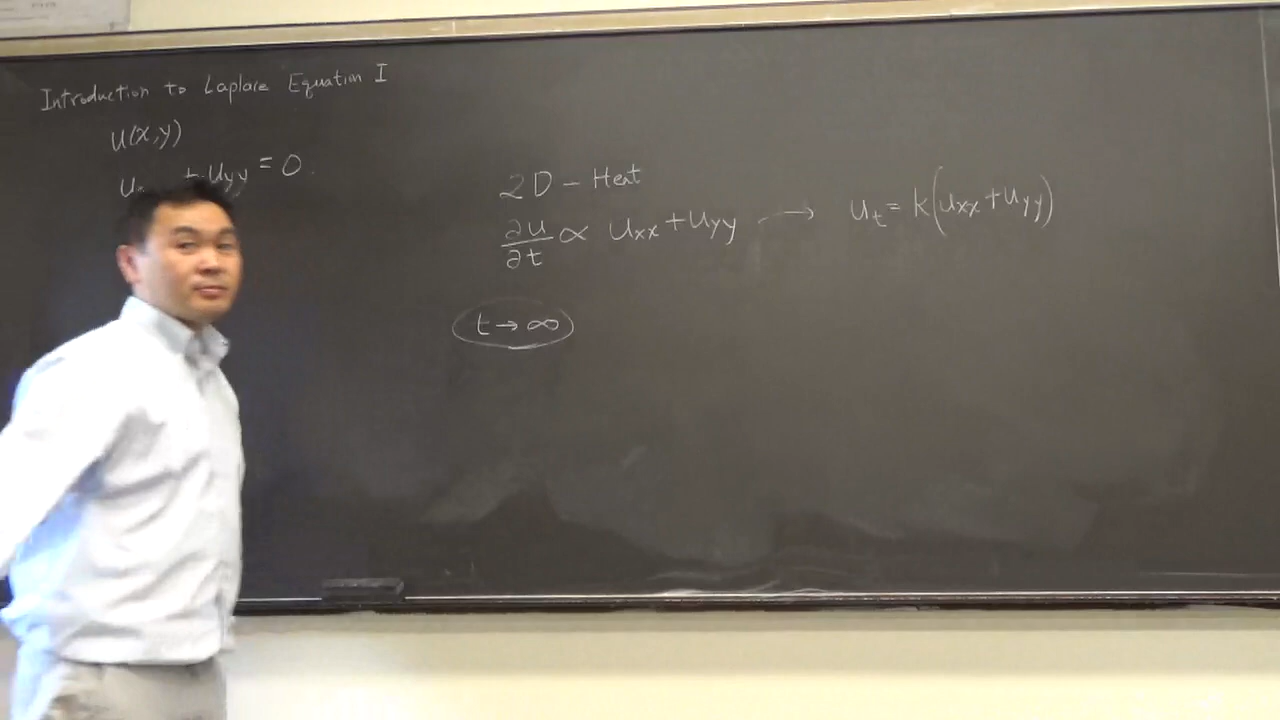 Introduction to Laplace Equation I
u(x,y)
+ uyy = 0
2D - Heat
∂u/∂t ∝ uxx + uyy → ut = k(uxx + uyy)
t → ∞